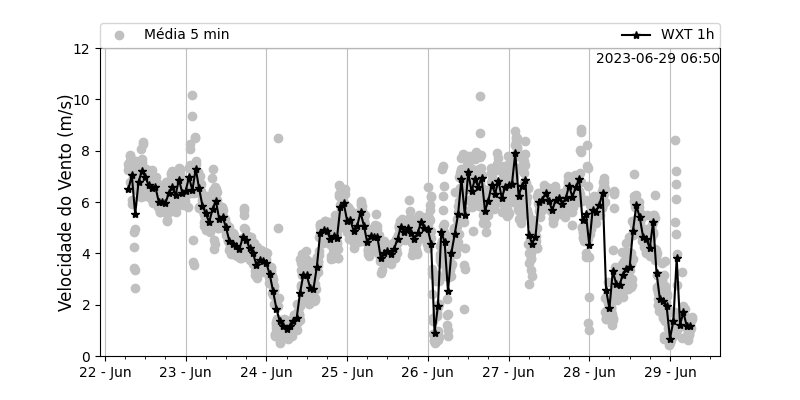 Média 5 min
WXT 1h
2023-06-29 06:50
Velocidade do Vento (m/s)
12
10
8
6
4
2
0
22 - Jun
23 - Jun
24 - Jun
25 - Jun
26 - Jun
27 - Jun
28 - Jun
29 - Jun